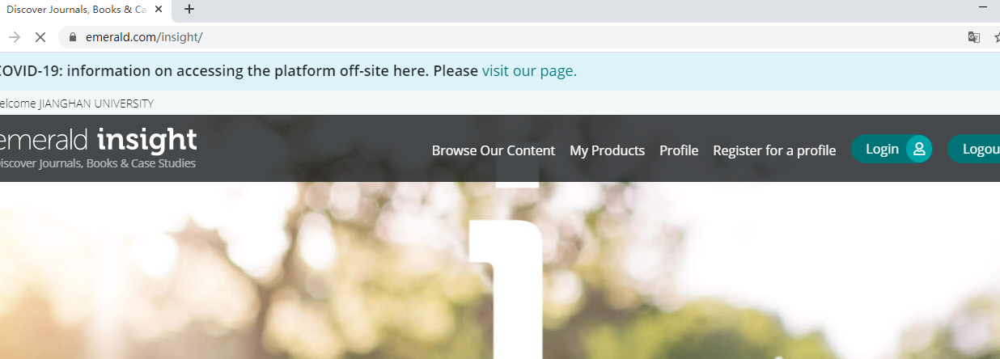 Discover Journals, Books & Ca
emerald.com/insight/
COVID-19: information on accessing the platform off-site here. Please visit our page.
elcome JIANGHAN UNIVERSITY
emerald insight
Discover Journals, Books & Case Studies
Browse Our Content My Products Profile Register for a profile Login Logou